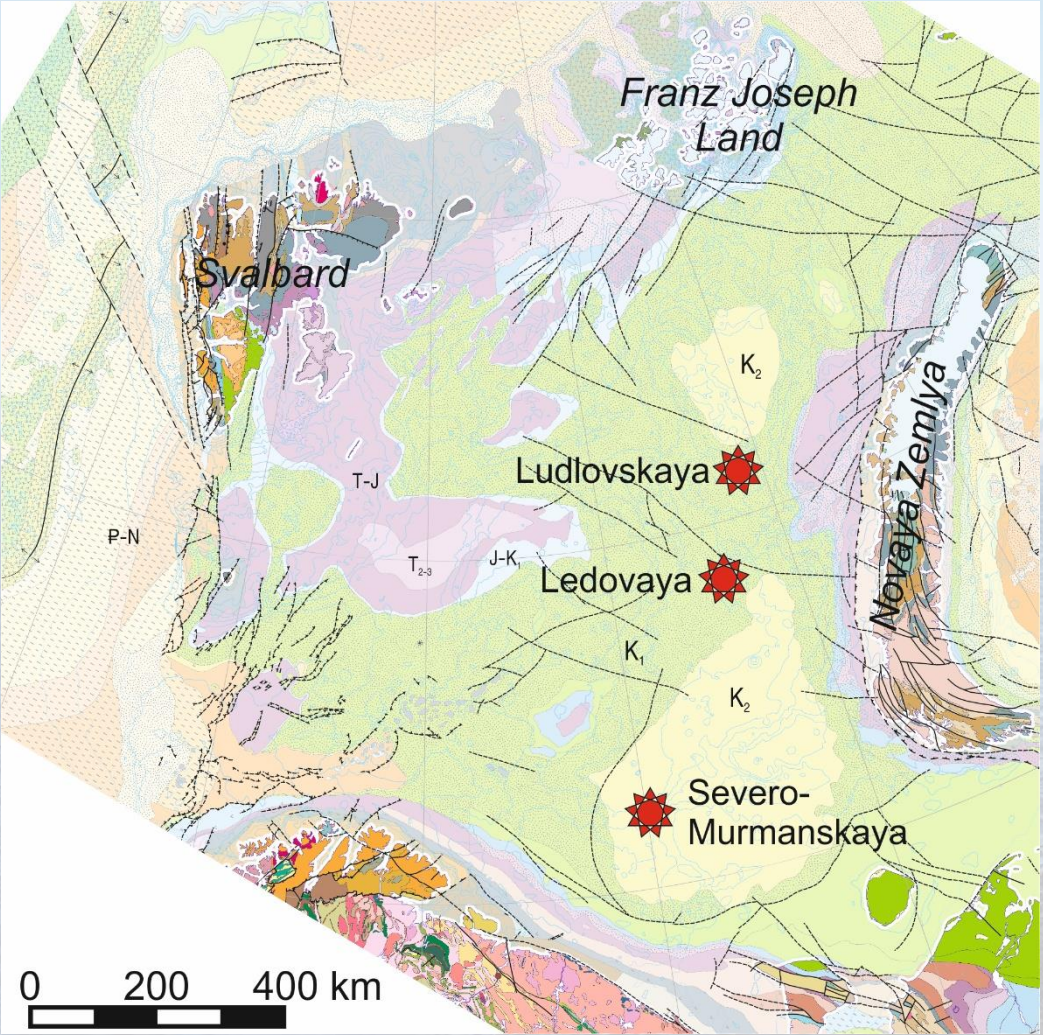 Franz Joseph
Land
Svalbard
K₂
Novaya Zemlya
Ludlovskaya
T-J
P-N
J-K₁
T₂₋₃
Ledovaya
K₁
K₂
Severo-
Murmanskaya
0 200 400 km